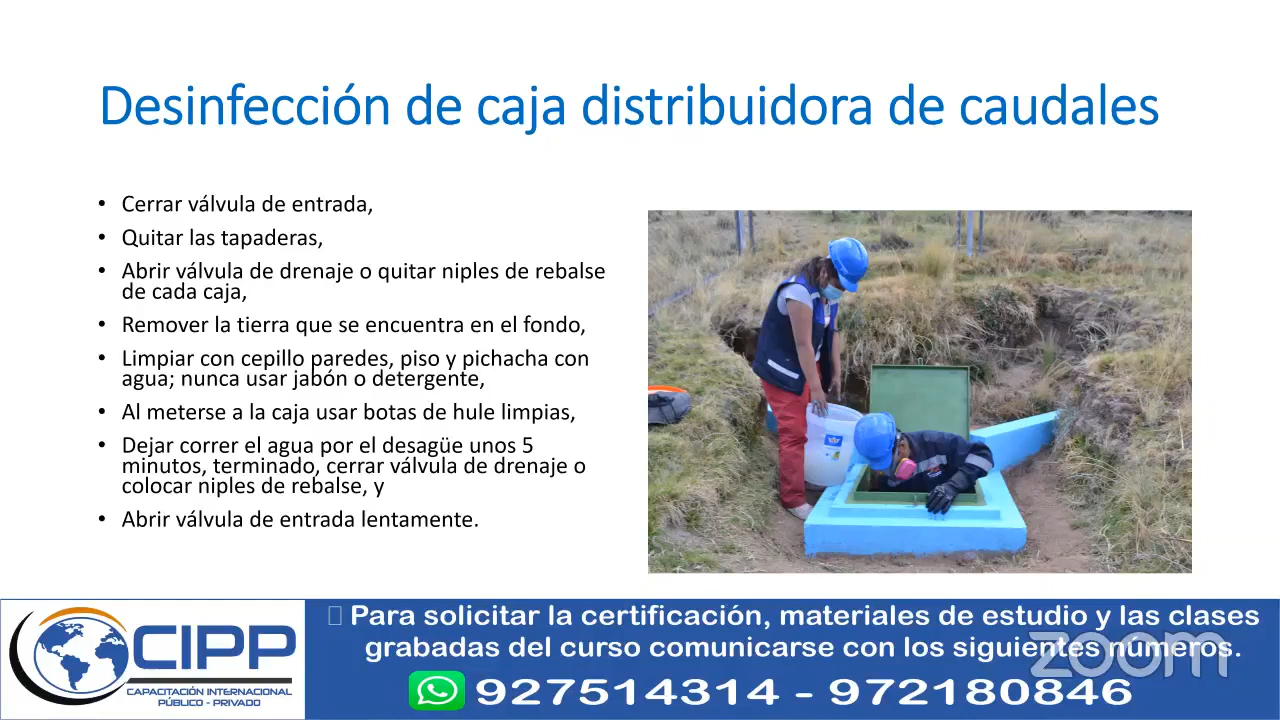 Desinfección de caja distribuidora de caudales
• Cerrar válvula de entrada,
• Quitar las tapaderas,
• Abrir válvula de drenaje o quitar niples de rebalse
de cada caja,
• Remover la tierra que se encuentra en el fondo,
• Limpiar con cepillo paredes, piso y pichacha con
agua; nunca usar jabón o detergente,
• Al meterse a la caja usar botas de hule limpias,
• Dejar correr el agua por el desagüe unos 5
minutos, terminado, cerrar válvula de drenaje o
colocar niples de rebalse, y
• Abrir válvula de entrada lentamente.
CIPP
CAPACITACIÓN INTERNACIONAL
PÚBLICO - PRIVADO
Para solicitar la certificación, materiales de estudio y las clases
grabadas del curso comunicarse con los siguientes números.
zoom
927514314 - 972180846